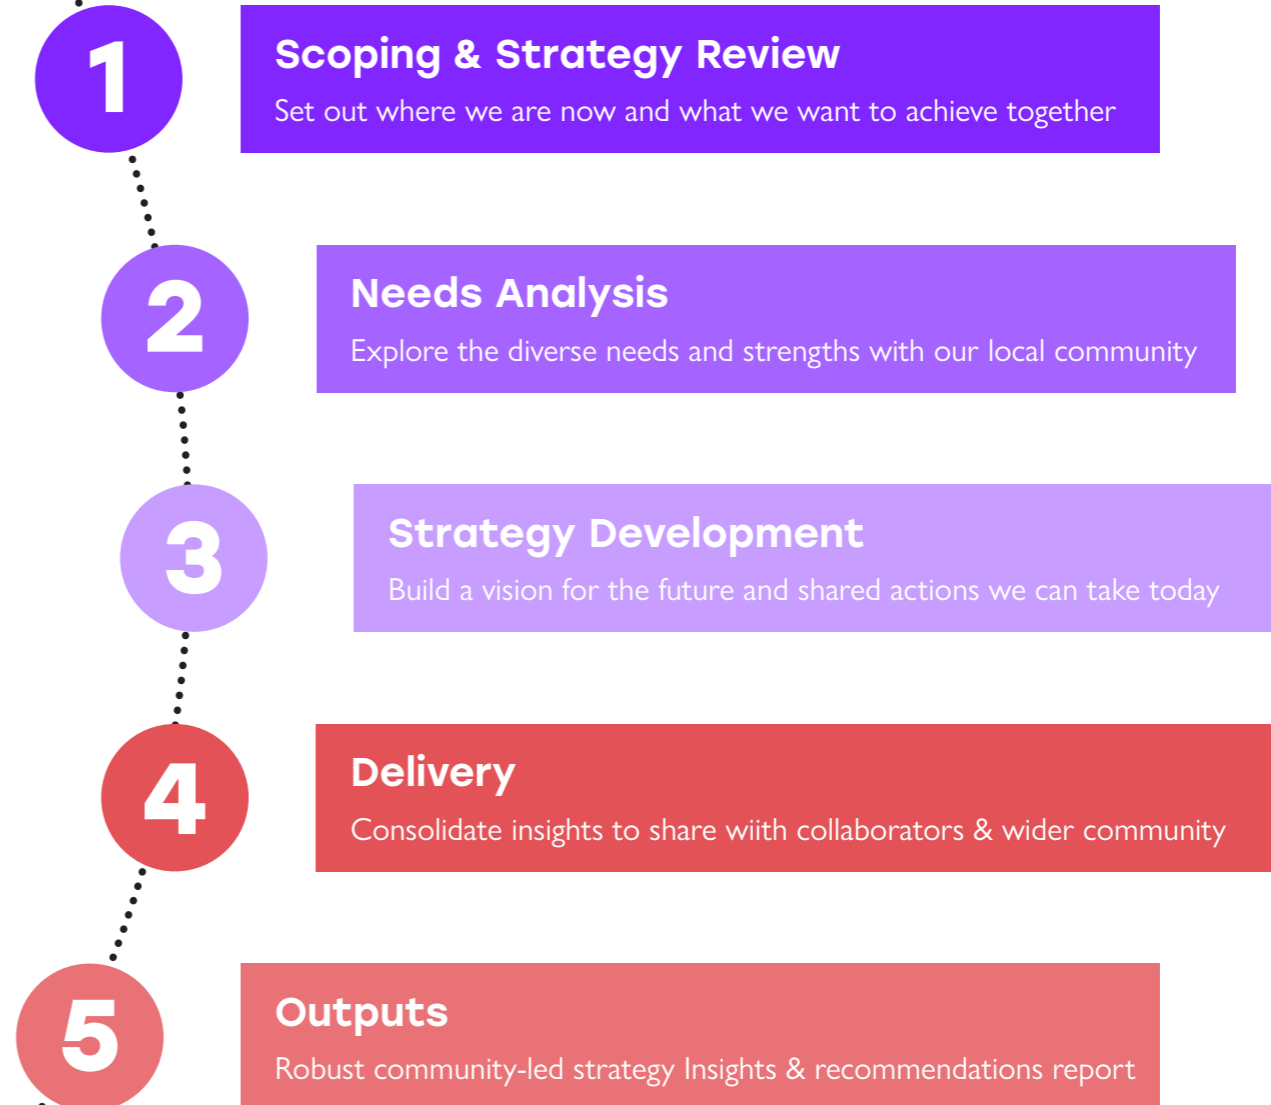 1
Scoping & Strategy Review
Set out where we are now and what we want to achieve together
2
Needs Analysis
Explore the diverse needs and strengths with our local community
3
Strategy Development
Build a vision for the future and shared actions we can take today
4
Delivery
Consolidate insights to share wiith collaborators & wider community
5
Outputs
Robust community-led strategy Insights & recommendations report